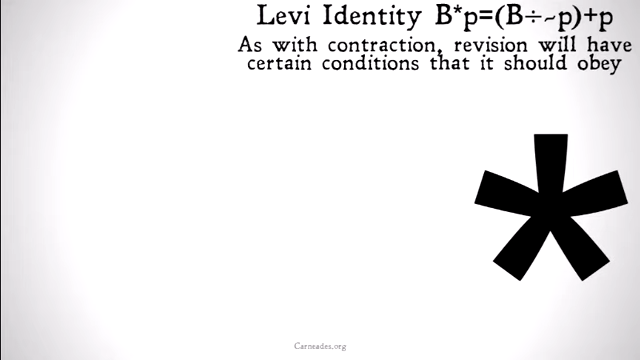 Levi Identity B*p=(B÷~p)+p
As with contraction, revision will have
certain conditions that it should obey
*
Carneades.org